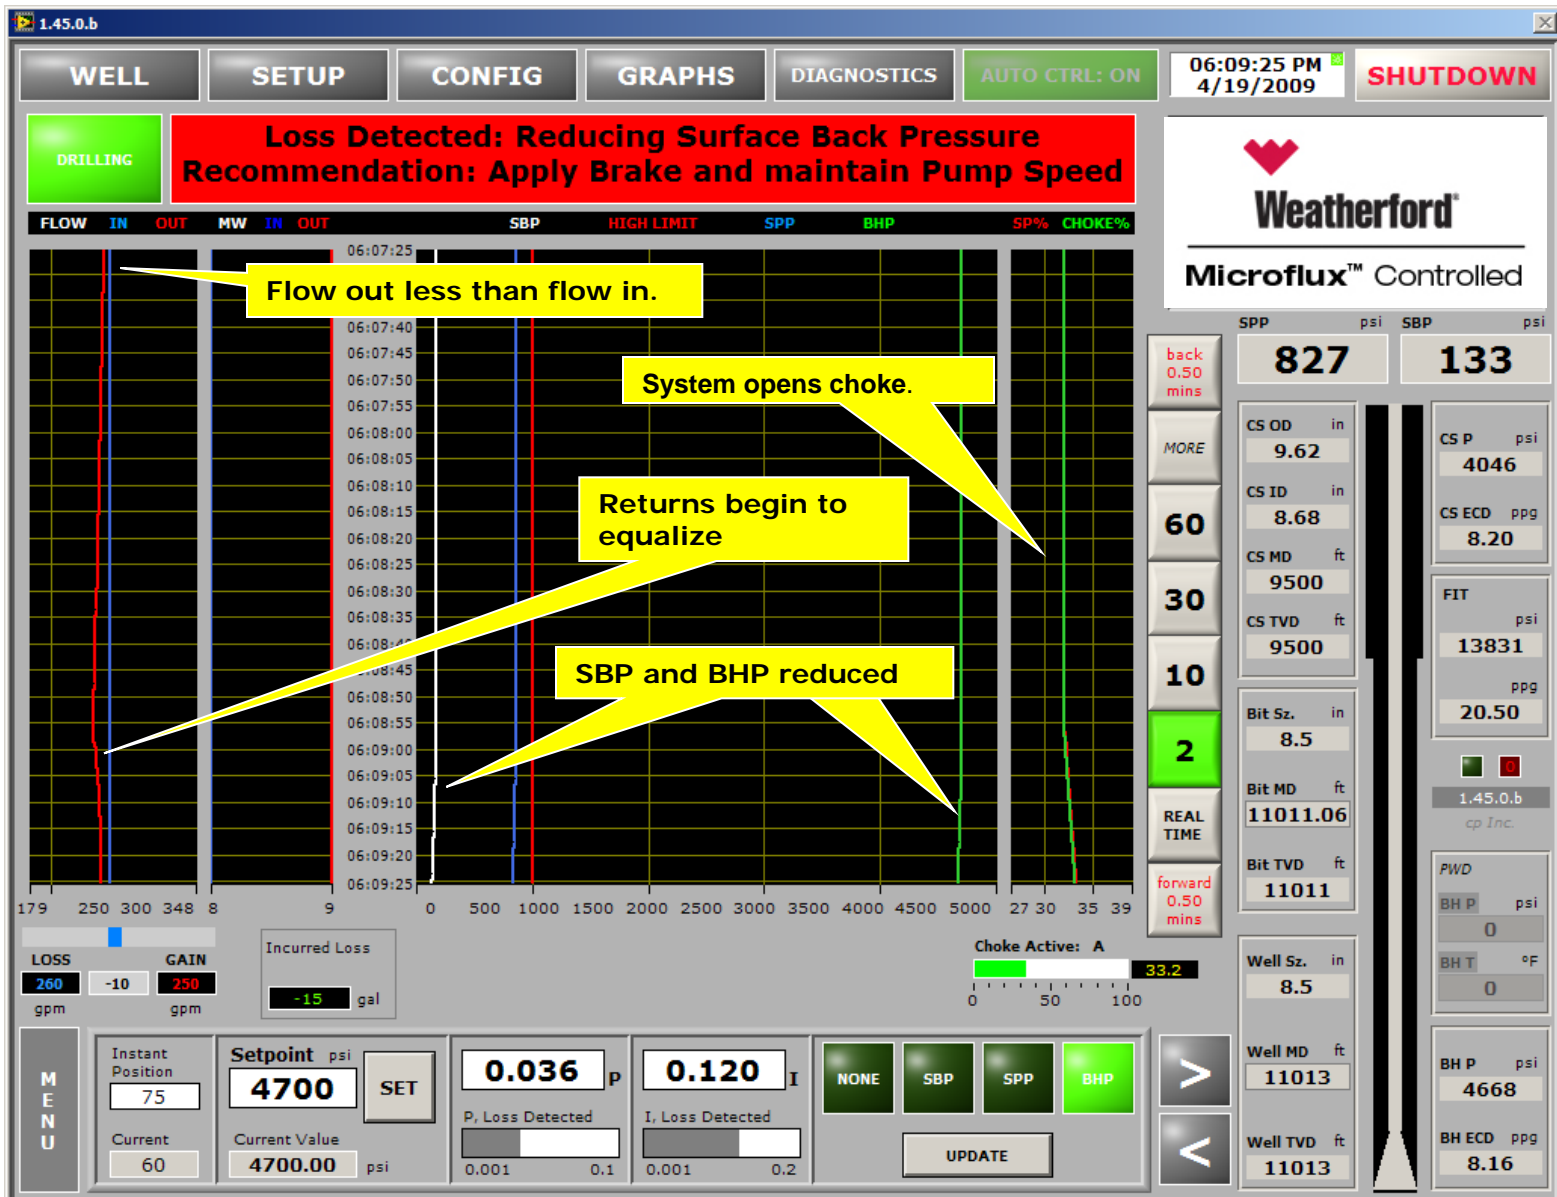 1.45.0.b
WELL SETUP CONFIG GRAPHS DIAGNOSTICS AUTO CTRL: ON
06:09:25 PM
4/19/2009
SHUTDOWN
DRILLING
Loss Detected: Reducing Surface Back Pressure
Recommendation: Apply Brake and maintain Pump Speed
Weatherford®
Microflux™ Controlled
FLOW IN OUT MW IN OUT SBP HIGH LIMIT SPP BHP SP% CHOKE%
06:07:25
Flow out less than flow in.
06:07:40
06:07:45
06:07:50
06:07:55
06:08:00
06:08:05
06:08:10
06:08:15
06:08:20
06:08:25
06:08:30
06:08:35
06:08:50
06:08:55
06:09:00
06:09:05
06:09:10
06:09:15
06:09:20
06:09:25
System opens choke.
Returns begin to
equalize
SBP and BHP reduced
179 250 300 348 8 9 0 500 1000 1500 2000 2500 3000 3500 4000 4500 5000 27 30 35 39
back
0.50
mins
MORE
60
30
10
2
REAL
TIME
forward
0.50
mins
SPP psi SBP psi
827 133
CS OD in
9.62
CS ID in
8.68
CS MD ft
9500
CS TVD ft
9500
Bit Sz. in
8.5
Bit MD ft
11011.06
Bit TVD ft
11011
Well Sz. in
8.5
Well MD ft
11013
Well TVD ft
11013
CS P psi
4046
CS ECD ppg
8.20
FIT
psi
13831
ppg
20.50
0
1.45.0.b
cp Inc.
PWD
BH P psi
0
BH T °F
0
BH P psi
4668
BH ECD ppg
8.16
LOSS GAIN
260 -10 250
gpm gpm
Incurred Loss
-15 gal
Choke Active: A
33.2
0 50 100
MENU
Instant
Position
75
Current
60
Setpoint psi
4700 SET
Current Value
4700.00 psi
0.036 P
P, Loss Detected
0.001 0.1
0.120 I
I, Loss Detected
0.001 0.2
NONE SBP SPP BHP
UPDATE
>
<